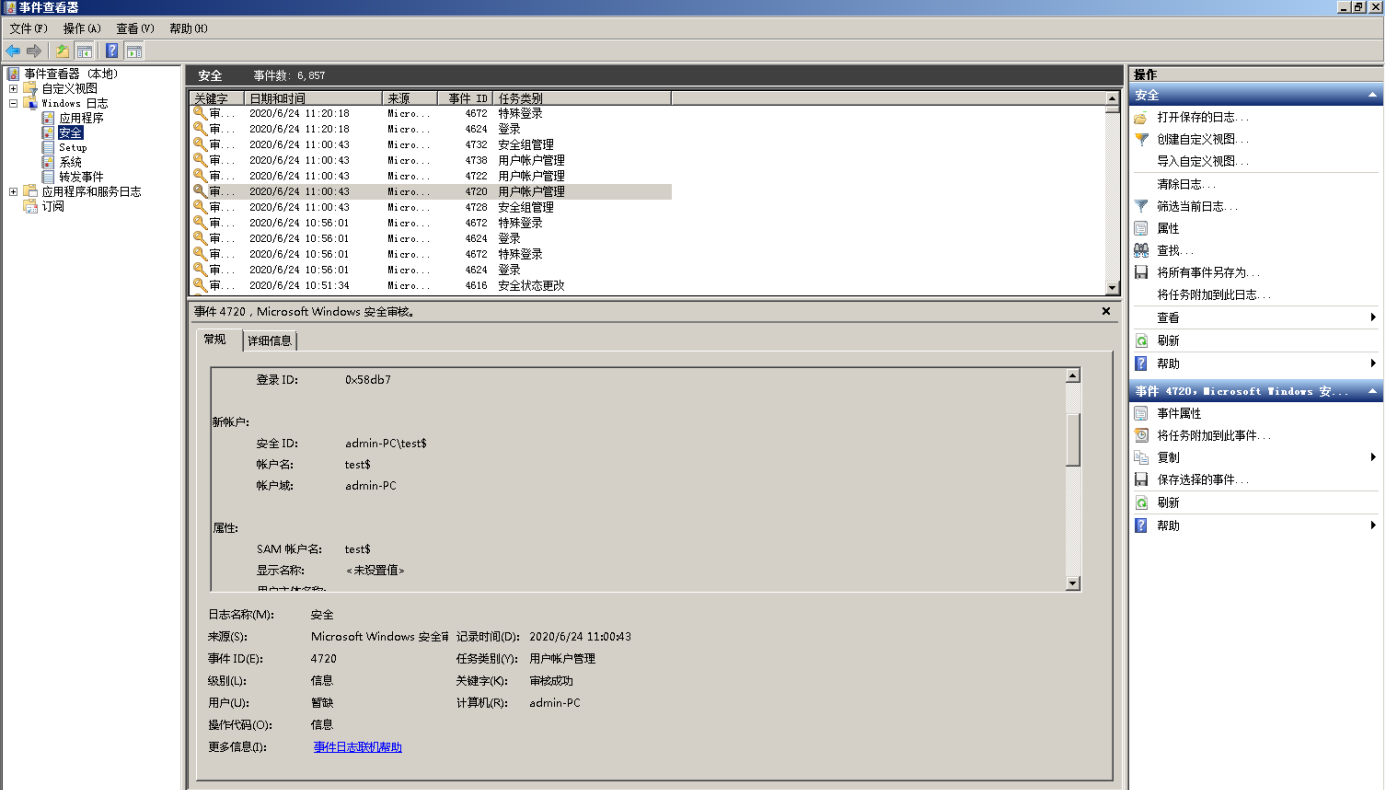 事件查看器
文件(F) 操作(A) 查看(V) 帮助(H)
事件查看器 (本地)
自定义视图
Windows 日志
应用程序
安全
Setup
系统
转发事件
应用程序和服务日志
订阅
安全 事件数: 6,857
关键字 日期和时间 来源 事件 ID 任务类别
审... 2020/6/24 11:20:18 Micro... 4672 特殊登录
审... 2020/6/24 11:20:18 Micro... 4624 登录
审... 2020/6/24 11:00:43 Micro... 4732 安全组管理
审... 2020/6/24 11:00:43 Micro... 4738 用户帐户管理
审... 2020/6/24 11:00:43 Micro... 4722 用户帐户管理
审... 2020/6/24 11:00:43 Micro... 4720 用户帐户管理
审... 2020/6/24 11:00:43 Micro... 4728 安全组管理
审... 2020/6/24 10:56:01 Micro... 4672 特殊登录
审... 2020/6/24 10:56:01 Micro... 4624 登录
审... 2020/6/24 10:56:01 Micro... 4672 特殊登录
审... 2020/6/24 10:56:01 Micro... 4624 登录
审... 2020/6/24 10:51:34 Micro... 4616 安全状态更改
事件 4720，Microsoft Windows 安全审核。
常规 详细信息
登录 ID: 0x58db7
新帐户:
安全 ID: admin-PC\test$
帐户名: test$
帐户域: admin-PC
属性:
SAM 帐户名: test$
显示名称: <未设置值>
用户主体名称:
日志名称(M): 安全
来源(S): Microsoft Windows 安全审 记录时间(D): 2020/6/24 11:00:43
事件 ID(E): 4720 任务类别(Y): 用户帐户管理
级别(L): 信息 关键字(K): 审核成功
用户(U): 暂缺 计算机(R): admin-PC
操作代码(O): 信息
更多信息(I): 事件日志联机帮助
操作
安全
打开保存的日志...
创建自定义视图...
导入自定义视图...
清除日志...
筛选当前日志...
属性
查找...
将所有事件另存为...
将任务附加到此日志...
查看
刷新
帮助
事件 4720，Microsoft Windows 安...
事件属性
将任务附加到此事件...
复制
保存选择的事件...
刷新
帮助